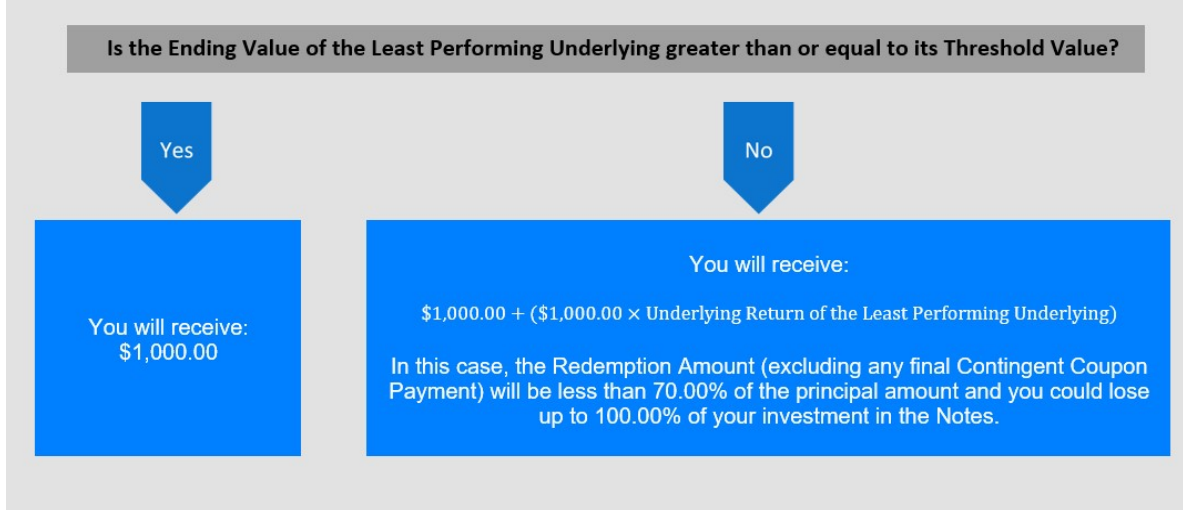 Is the Ending Value of the Least Performing Underlying greater than or equal to its Threshold Value?
Yes
No
You will receive:
$1,000.00
You will receive:
$1,000.00 + ($1,000.00 × Underlying Return of the Least Performing Underlying)
In this case, the Redemption Amount (excluding any final Contingent Coupon
Payment) will be less than 70.00% of the principal amount and you could lose
up to 100.00% of your investment in the Notes.